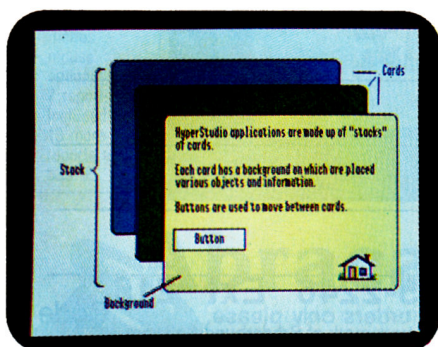 Cards
HyperStudio applications are made up of "stacks"
of cards.
Stack
Each card has a background on which are placed
various objects and information.
Buttons are used to move between cards.
Button
Background